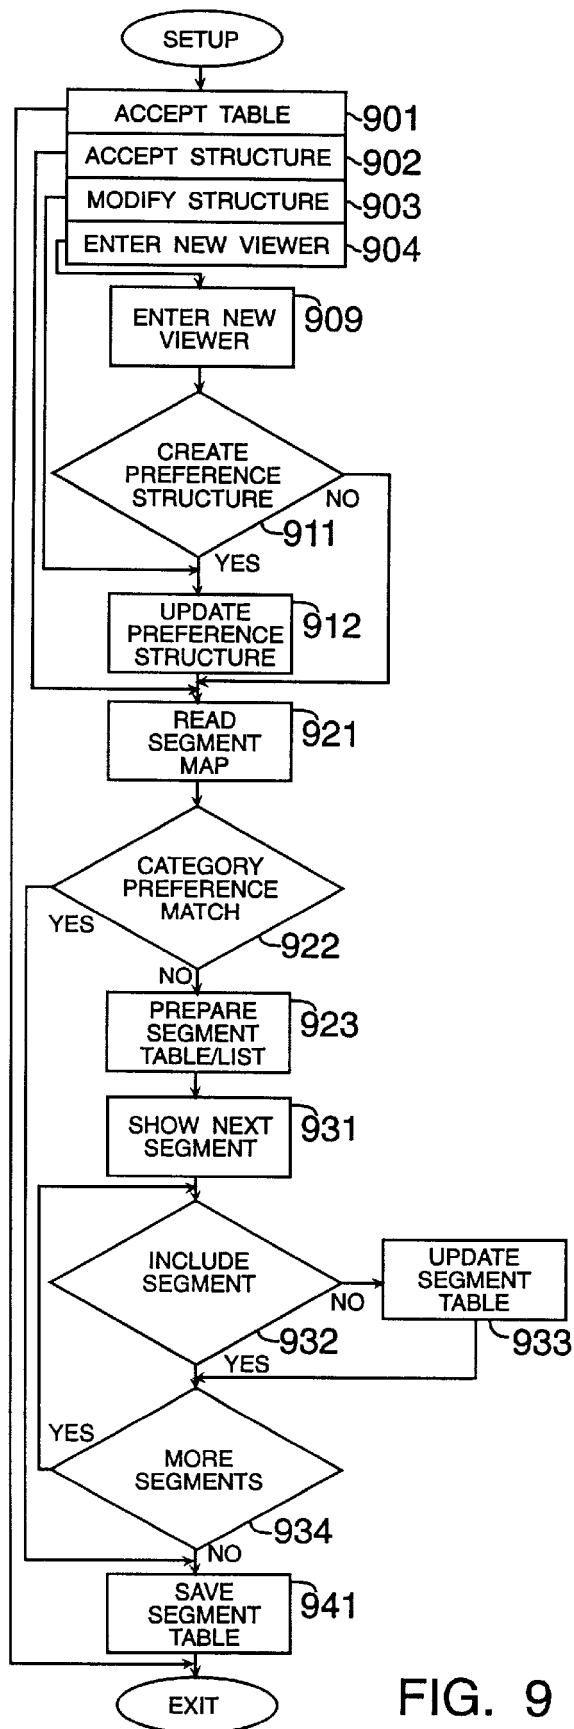 SETUP
ACCEPT TABLE
901
ACCEPT STRUCTURE
902
MODIFY STRUCTURE
903
ENTER NEW VIEWER
904
ENTER NEW
VIEWER
909
CREATE
PREFERENCE
STRUCTURE
NO
911
YES
UPDATE
PREFERENCE
STRUCTURE
912
READ
SEGMENT
MAP
921
CATEGORY
PREFERENCE
MATCH
YES
922
NO
PREPARE
SEGMENT
TABLE/LIST
923
SHOW NEXT
SEGMENT
931
INCLUDE
SEGMENT
NO
932
YES
UPDATE
SEGMENT
TABLE
933
YES
MORE
SEGMENTS
934
NO
SAVE
SEGMENT
TABLE
941
EXIT
FIG. 9